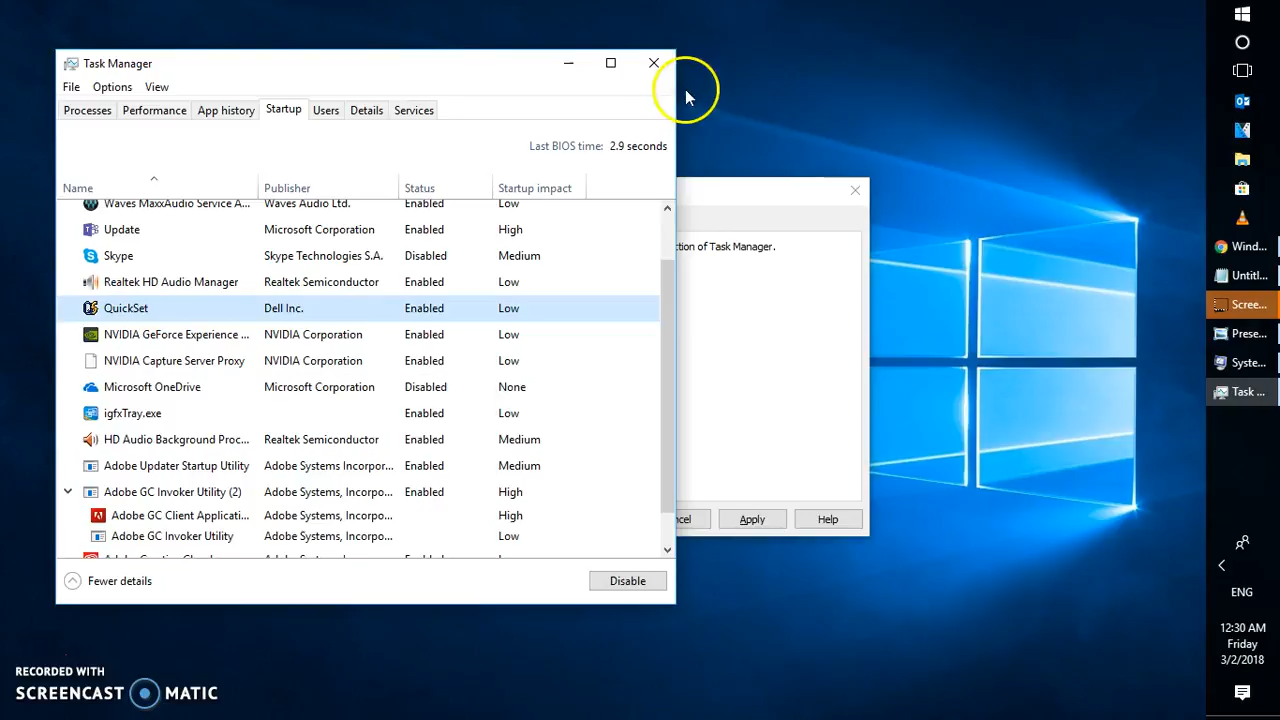 Task Manager
File Options View
Processes Performance App history Startup Users Details Services
Last BIOS time: 2.9 seconds
Name Publisher Status Startup impact
Waves MaxxAudio Service A... Waves Audio Ltd. Enabled Low
Update Microsoft Corporation Enabled High
Skype Skype Technologies S.A. Disabled Medium
Realtek HD Audio Manager Realtek Semiconductor Enabled Low
QuickSet Dell Inc. Enabled Low
NVIDIA GeForce Experience ... NVIDIA Corporation Enabled Low
NVIDIA Capture Server Proxy NVIDIA Corporation Enabled Low
Microsoft OneDrive Microsoft Corporation Disabled None
igfxTray.exe Enabled Low
HD Audio Background Proc... Realtek Semiconductor Enabled Medium
Adobe Updater Startup Utility Adobe Systems Incorpor... Enabled Medium
Adobe GC Invoker Utility (2) Adobe Systems, Incorpo... Enabled High
Adobe GC Client Applicati... Adobe Systems, Incorpo... High
Adobe GC Invoker Utility Adobe Systems, Incorpo... Low
Fewer details Disable
ction of Task Manager.
ncel Apply Help
Wind...
Untitl...
Scree...
Prese...
Syste...
Task ...
ENG
12:30 AM
Friday
3/2/2018
RECORDED WITH
SCREENCAST MATIC